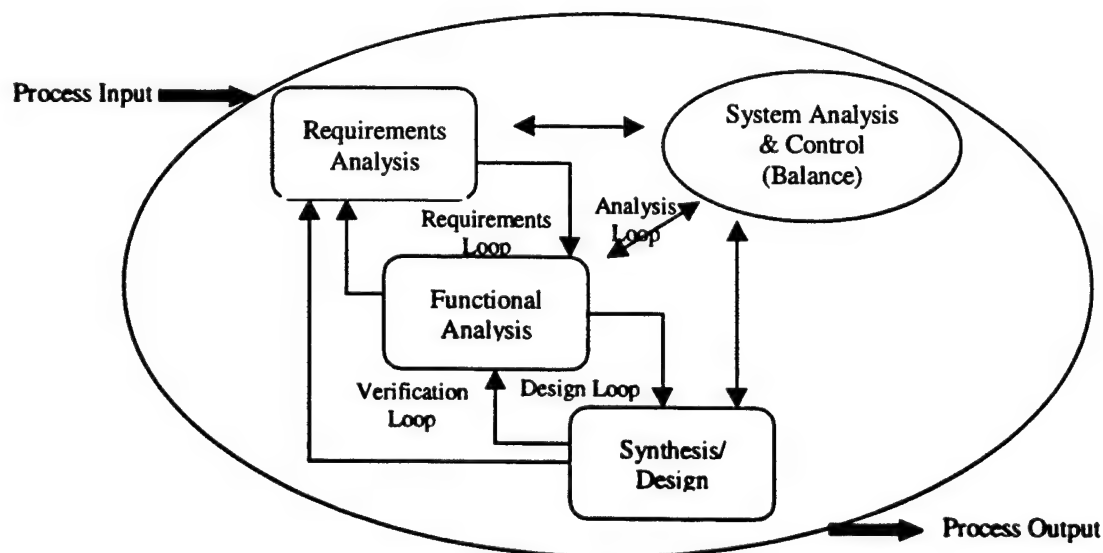 Process Input
Requirements
Analysis
System Analysis
& Control
(Balance)
Requirements
Loop
Analysis
Loop
Functional
Analysis
Verification
Loop
Design Loop
Synthesis/
Design
Process Output